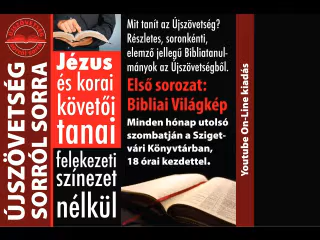 ÚJSZÖVETSÉG
SORRÓL SORRA
Jézus
és korai
követői
tanai
felekezeti
színezet
nélkül
Mit tanít az Újszövetség?
Részletes, soronkénti,
elemző jellegű Bibliatanul-
mányok az Újszövetségből.
Első sorozat:
Bibliai Világkép
Minden hónap utolsó
szombatján a Sziget-
vári Könyvtárban,
18 órai kezdettel.
Youtube On-Line kiadás